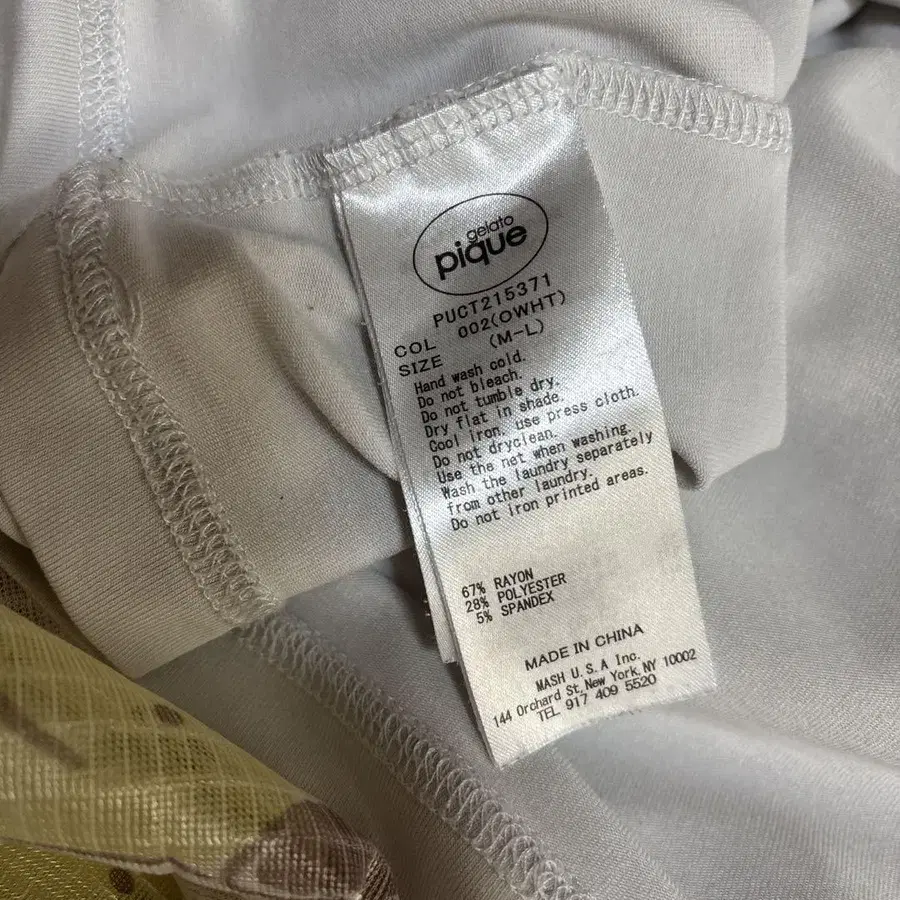 gelato
pique
PUCT215371
COL 002(OWHT)
SIZE (M-L)
Hand wash cold.
Do not bleach.
Do not tumble dry.
Dry flat in shade.
Cool iron. use press cloth.
Do not dryclean.
Use the net when washing.
Wash the laundry separately
from other laundry.
Do not iron printed areas.
67% RAYON
28% POLYESTER
5% SPANDEX
MADE IN CHINA
MASH U.S.A Inc.
144 Orchard St, New York, NY 10002
TEL 917 409 5520